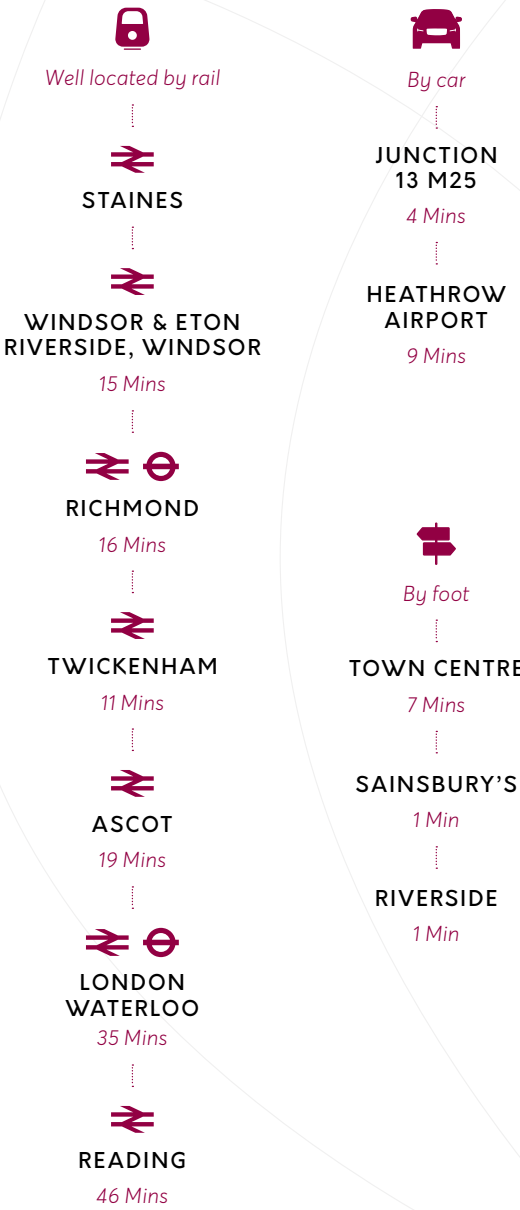 Well located by rail
STAINES
WINDSOR & ETON
RIVERSIDE, WINDSOR
15 Mins
RICHMOND
16 Mins
TWICKENHAM
11 Mins
ASCOT
19 Mins
LONDON
WATERLOO
35 Mins
READING
46 Mins
By car
JUNCTION
13 M25
4 Mins
HEATHROW
AIRPORT
9 Mins
By foot
TOWN CENTRE
7 Mins
SAINSBURY’S
1 Min
RIVERSIDE
1 Min